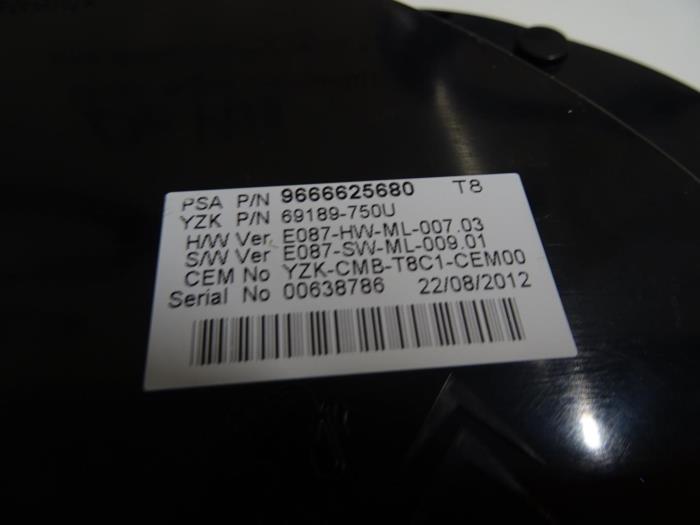 PSA P/N 9666625680 T8
YZK P/N 69189-750U
H/W Ver E087-HW-ML-007.03
S/W Ver E087-SW-ML-009.01
CEM No YZK-CMB-T8C1-CEM00
Serial No 00638786 22/08/2012